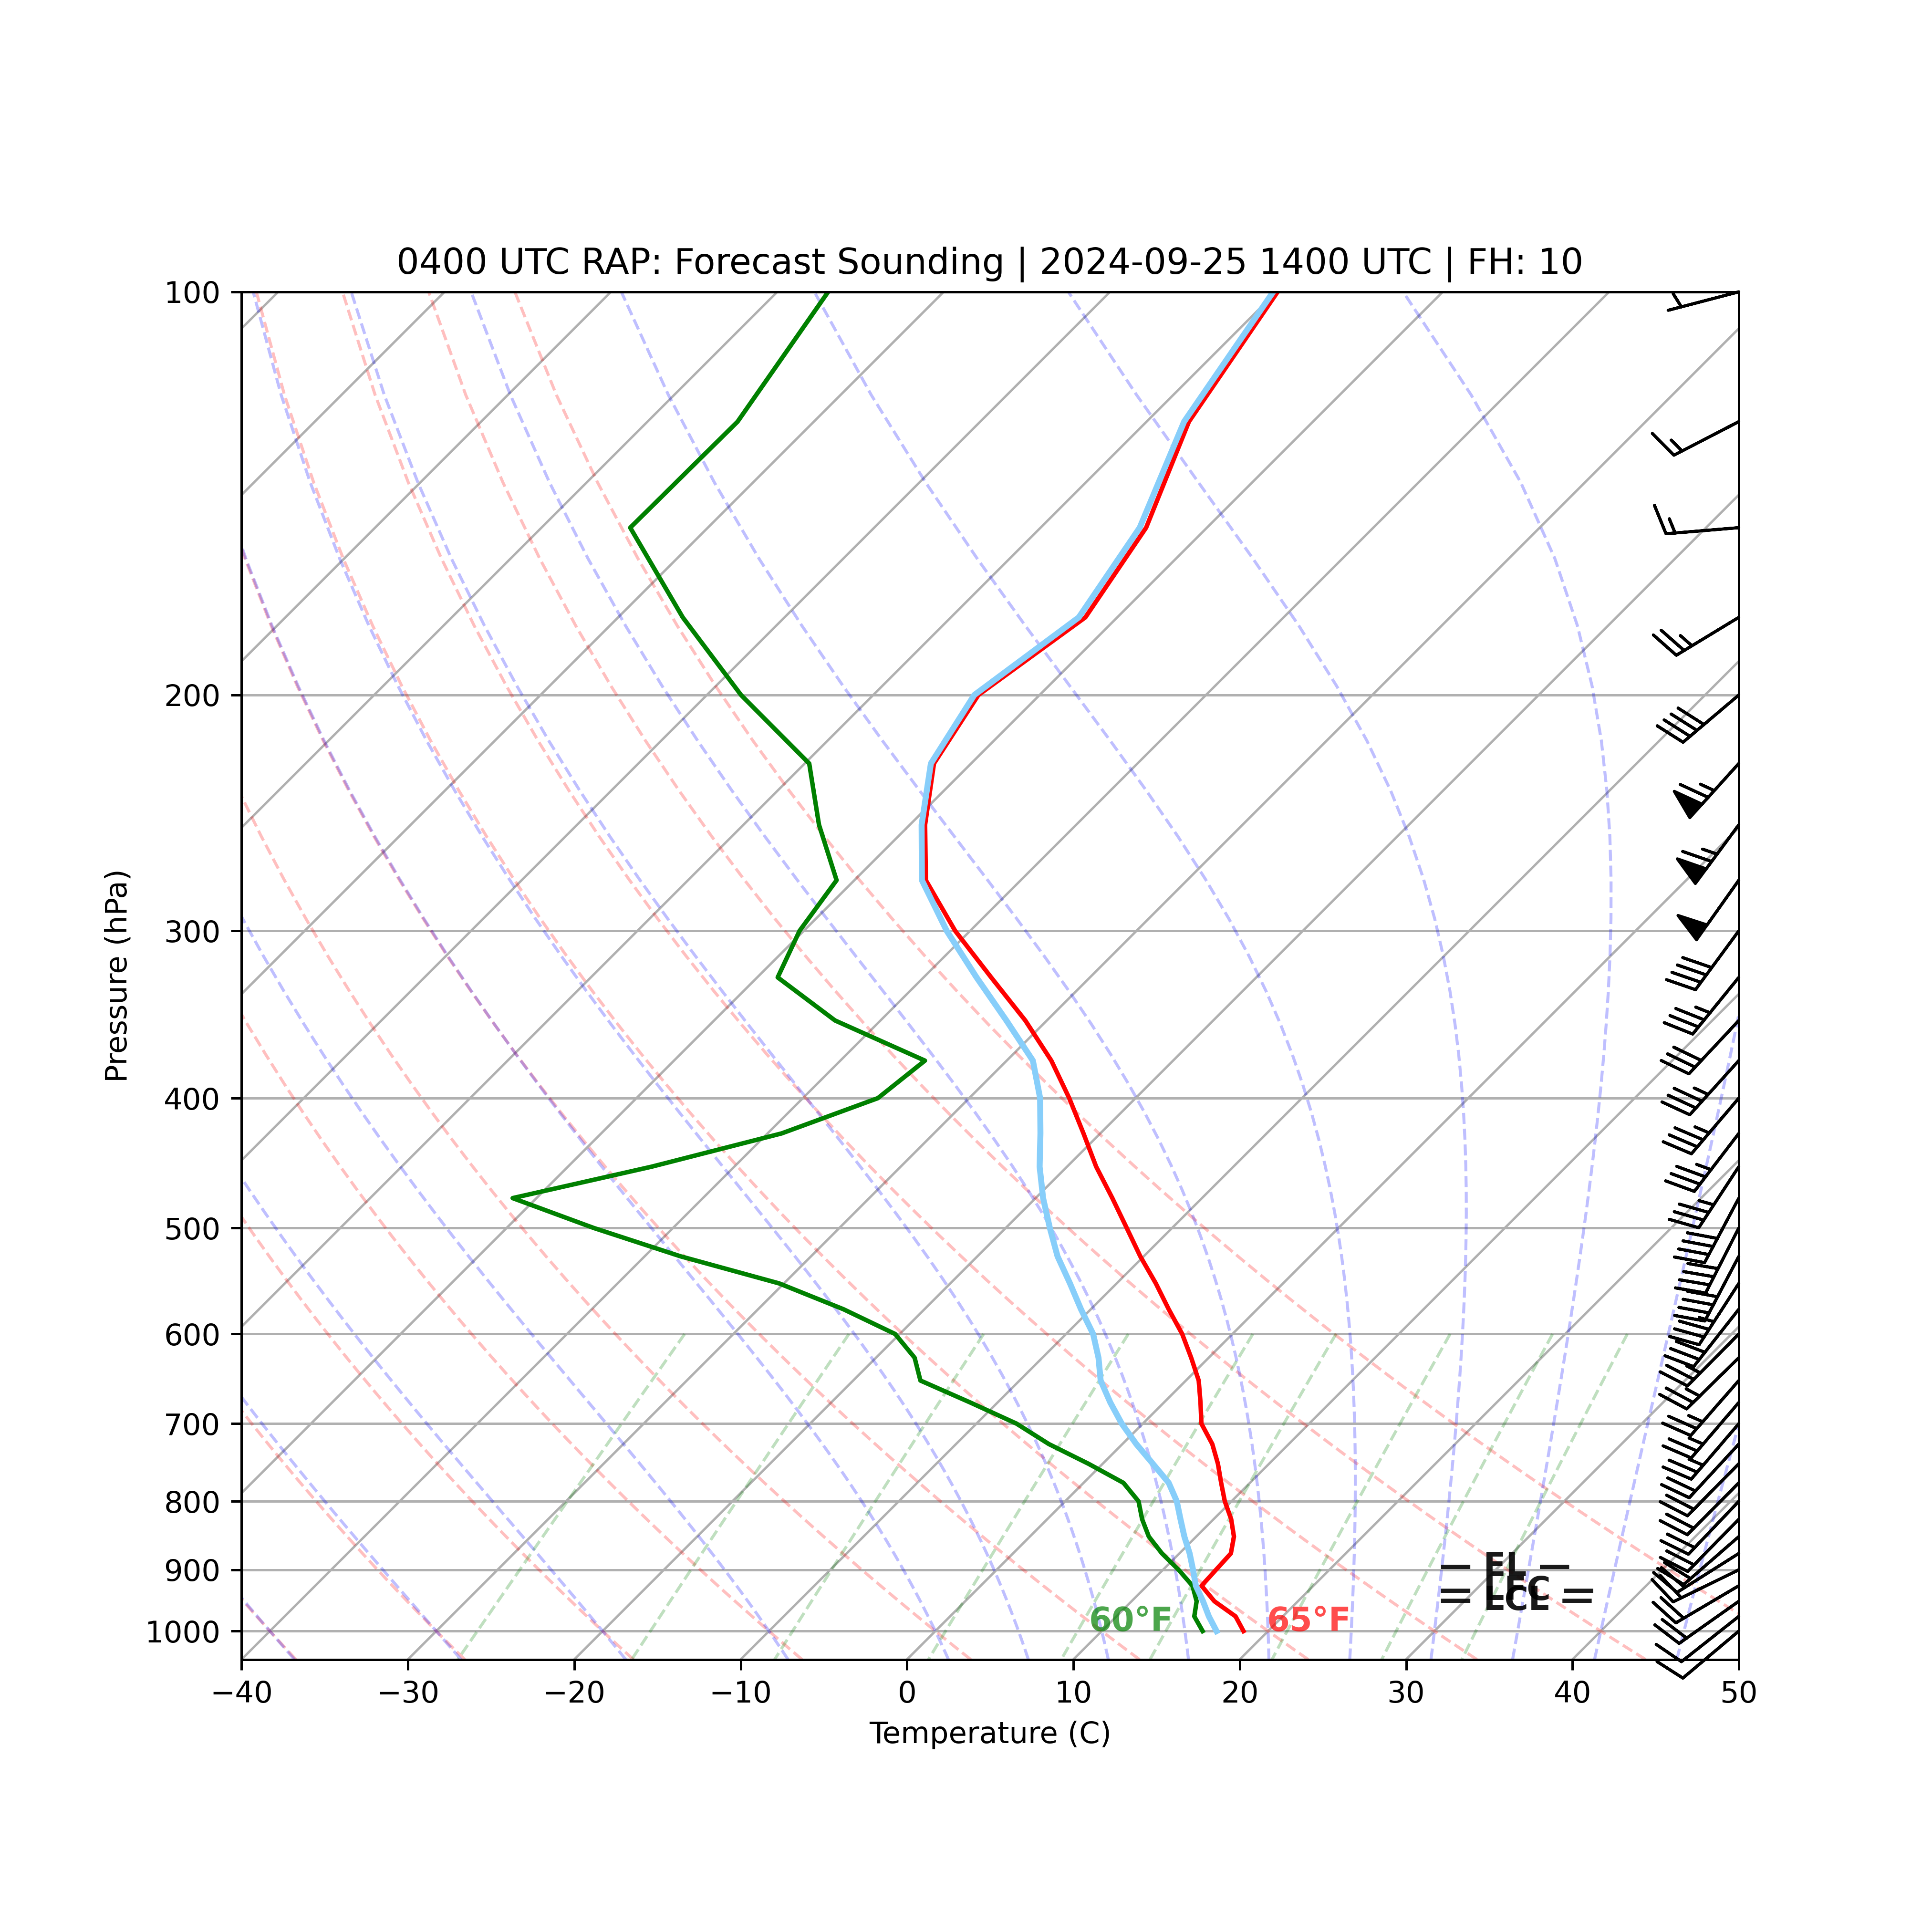 0400 UTC RAP: Forecast Sounding | 2024-09-25 1400 UTC | FH: 10
100
200
300
400
500
600
700
800
900
1000
Pressure (hPa)
— EL —
— LCL —
60°F
65°F
−40
−30
−20
−10
0
10
20
30
40
50
Temperature (C)